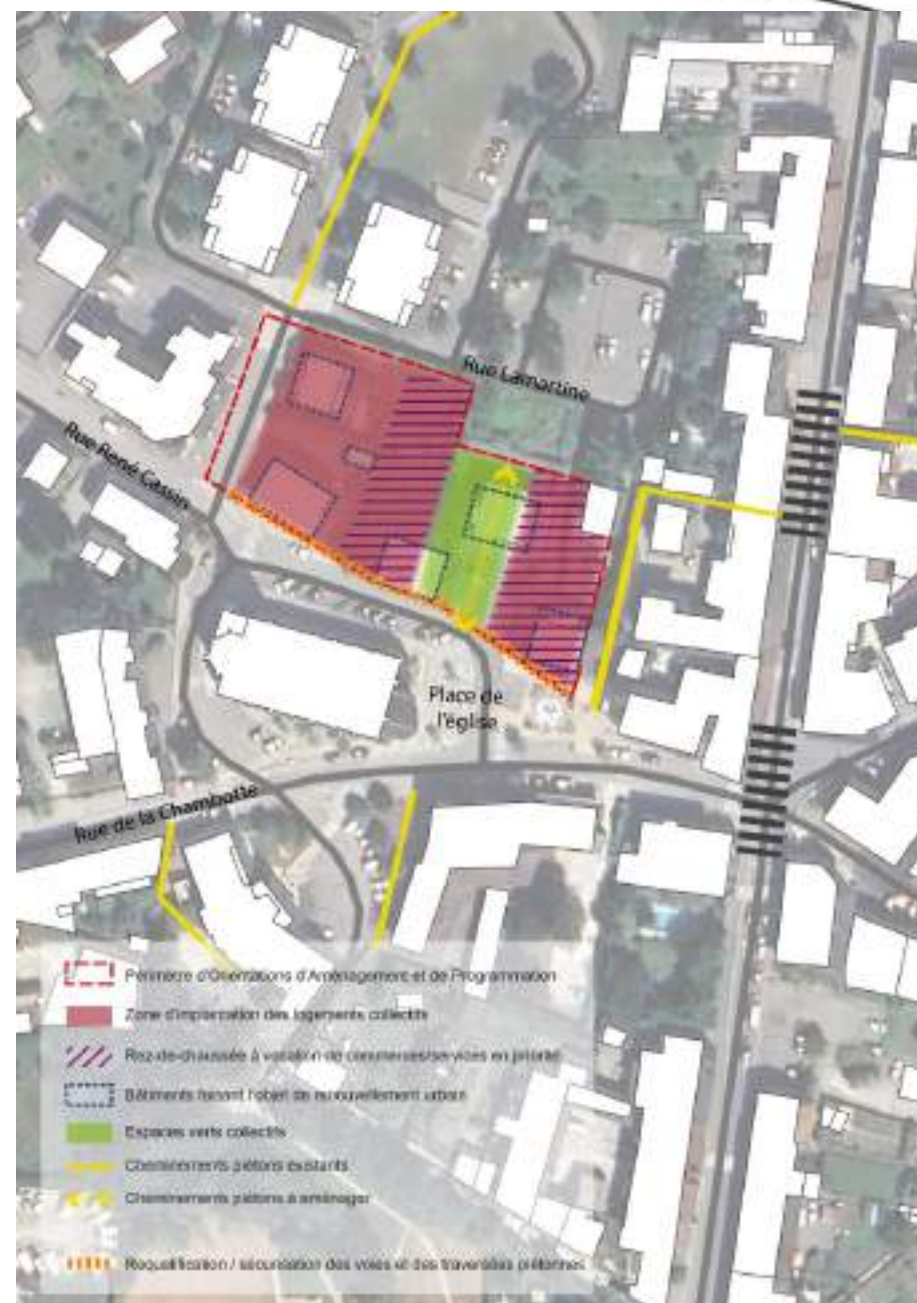 Rue Lamartine
Rue René Cassin
Place de
l'église
Rue de la Chambotte
Périmètre d'Orientations d'Aménagement et de Programmation
Zone d'implantation des logements collectifs
Rez-de-chaussée à vocation de commerces/services en priorité
Bâtiments faisant l'objet de renouvellement urbain
Espaces verts collectifs
Cheminements piétons existants
Cheminements piétons à aménager
Requalification / sécurisation des voies et des traversées piétonnes